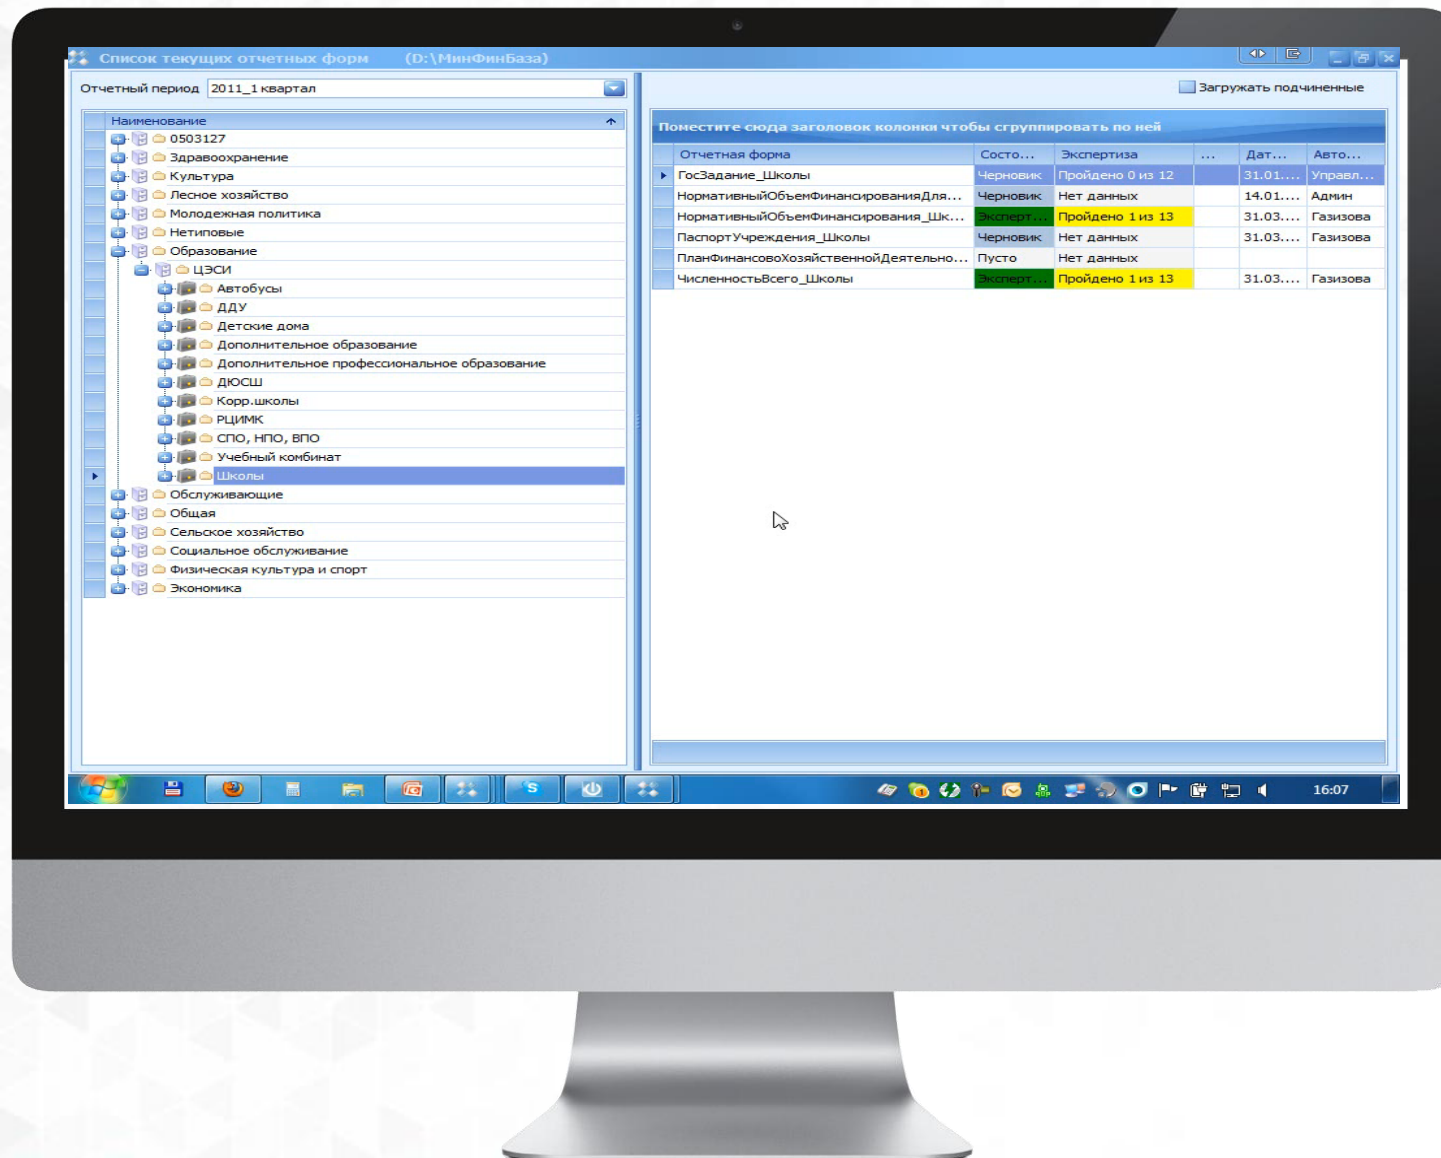 Список текущих отчетных форм (D:\МинФинБаза)
Отчетный период 2011_1 квартал
Загружать подчиненные
Наименование
0503127
Здравоохранение
Культура
Лесное хозяйство
Молодежная политика
Нетиповые
Образование
ЦЭСИ
Автобусы
ДДУ
Детские дома
Дополнительное образование
Дополнительное профессиональное образование
ДЮСШ
Корр.школы
РЦИМК
СПО, НПО, ВПО
Учебный комбинат
Школы
Обслуживающие
Общая
Сельское хозяйство
Социальное обслуживание
Физическая культура и спорт
Экономика
Поместите сюда заголовок колонки чтобы сгруппировать по ней
Отчетная форма Состо... Экспертиза ... Дат... Авто...
ГосЗадание_Школы Черновик Пройдено 0 из 12 31.01.... Управл...
НормативныйОбъемФинансированияДля... Черновик Нет данных 14.01.... Админ
НормативныйОбъемФинансирования_Шк... Эксперт... Пройдено 1 из 13 31.03.... Газизова
ПаспортУчреждения_Школы Черновик Нет данных 31.03.... Газизова
ПланФинансовоХозяйственнойДеятельно... Пусто Нет данных
ЧисленностьВсего_Школы Эксперт... Пройдено 1 из 13 31.03.... Газизова
16:07